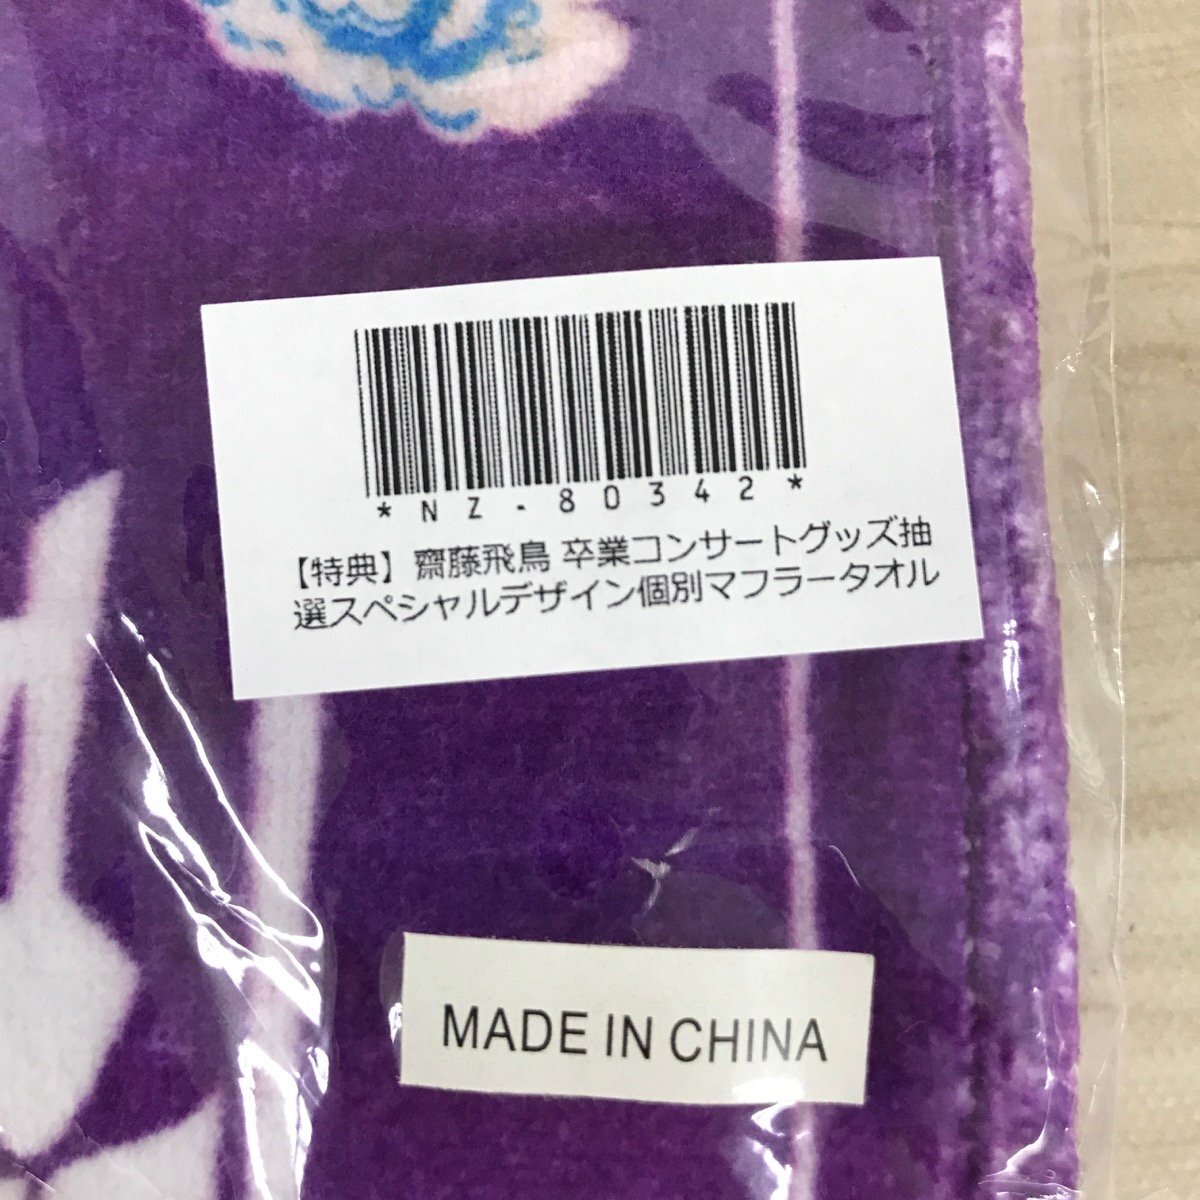 *NZ-80342*
【特典】齋藤飛鳥 卒業コンサートグッズ抽
選スペシャルデザイン個別マフラータオル
MADE IN CHINA